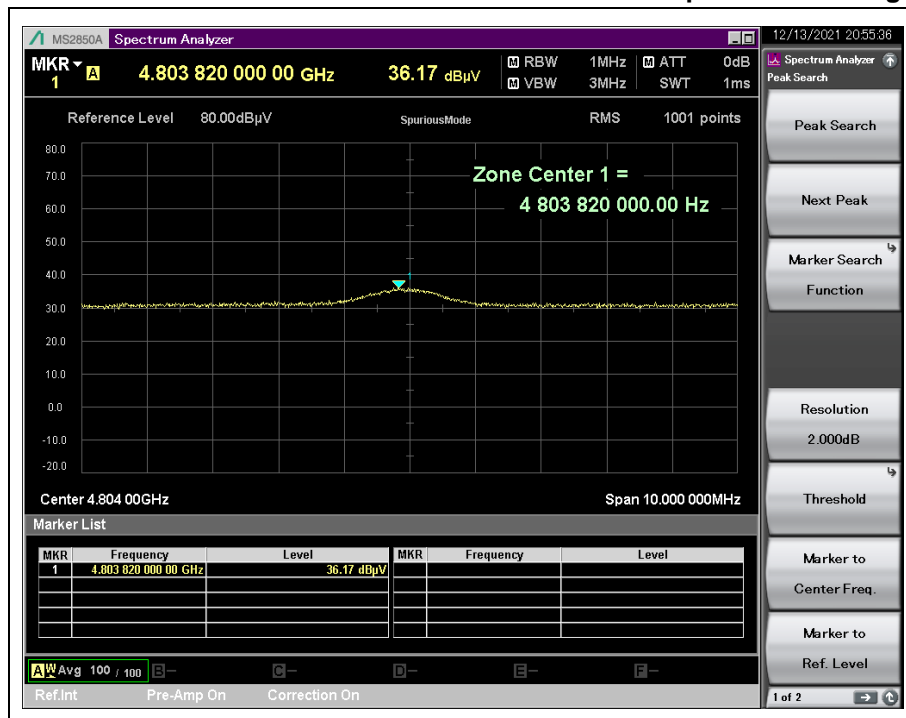 MS2850A Spectrum Analyzer
12/13/2021 20:55:36
MKR 1 A 4.803 820 000 00 GHz 36.17 dBµV
M RBW 1MHz M ATT 0dB
M VBW 3MHz SWT 1ms
Reference Level 80.00dBµV SpuriousMode RMS 1001 points
80.0
70.0
60.0
50.0
40.0
30.0
20.0
10.0
0.0
-10.0
-20.0
Zone Center 1 =
4 803 820 000.00 Hz
1
Center 4.804 00GHz Span 10.000 000MHz
Marker List
MKR Frequency Level MKR Frequency Level
1 4.803 820 000 00 GHz 36.17 dBµV
A W Avg 100 / 100 B- C- D- E- F-
Ref.Int Pre-Amp On Correction On
Spectrum Analyzer
Peak Search
Peak Search
Next Peak
Marker Search
Function
Resolution
2.000dB
Threshold
Marker to
Center Freq.
Marker to
Ref. Level
1 of 2